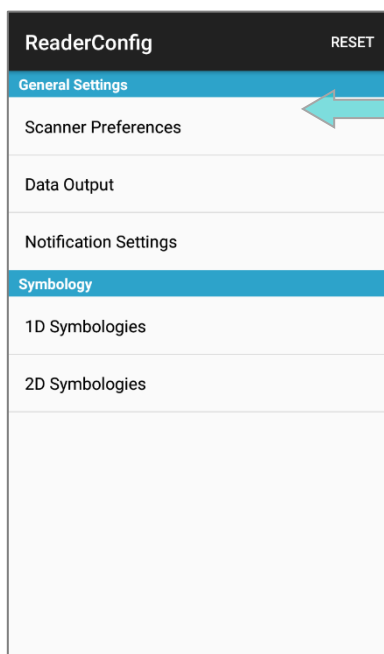 ReaderConfig RESET
General Settings
Scanner Preferences
Data Output
Notification Settings
Symbology
1D Symbologies
2D Symbologies